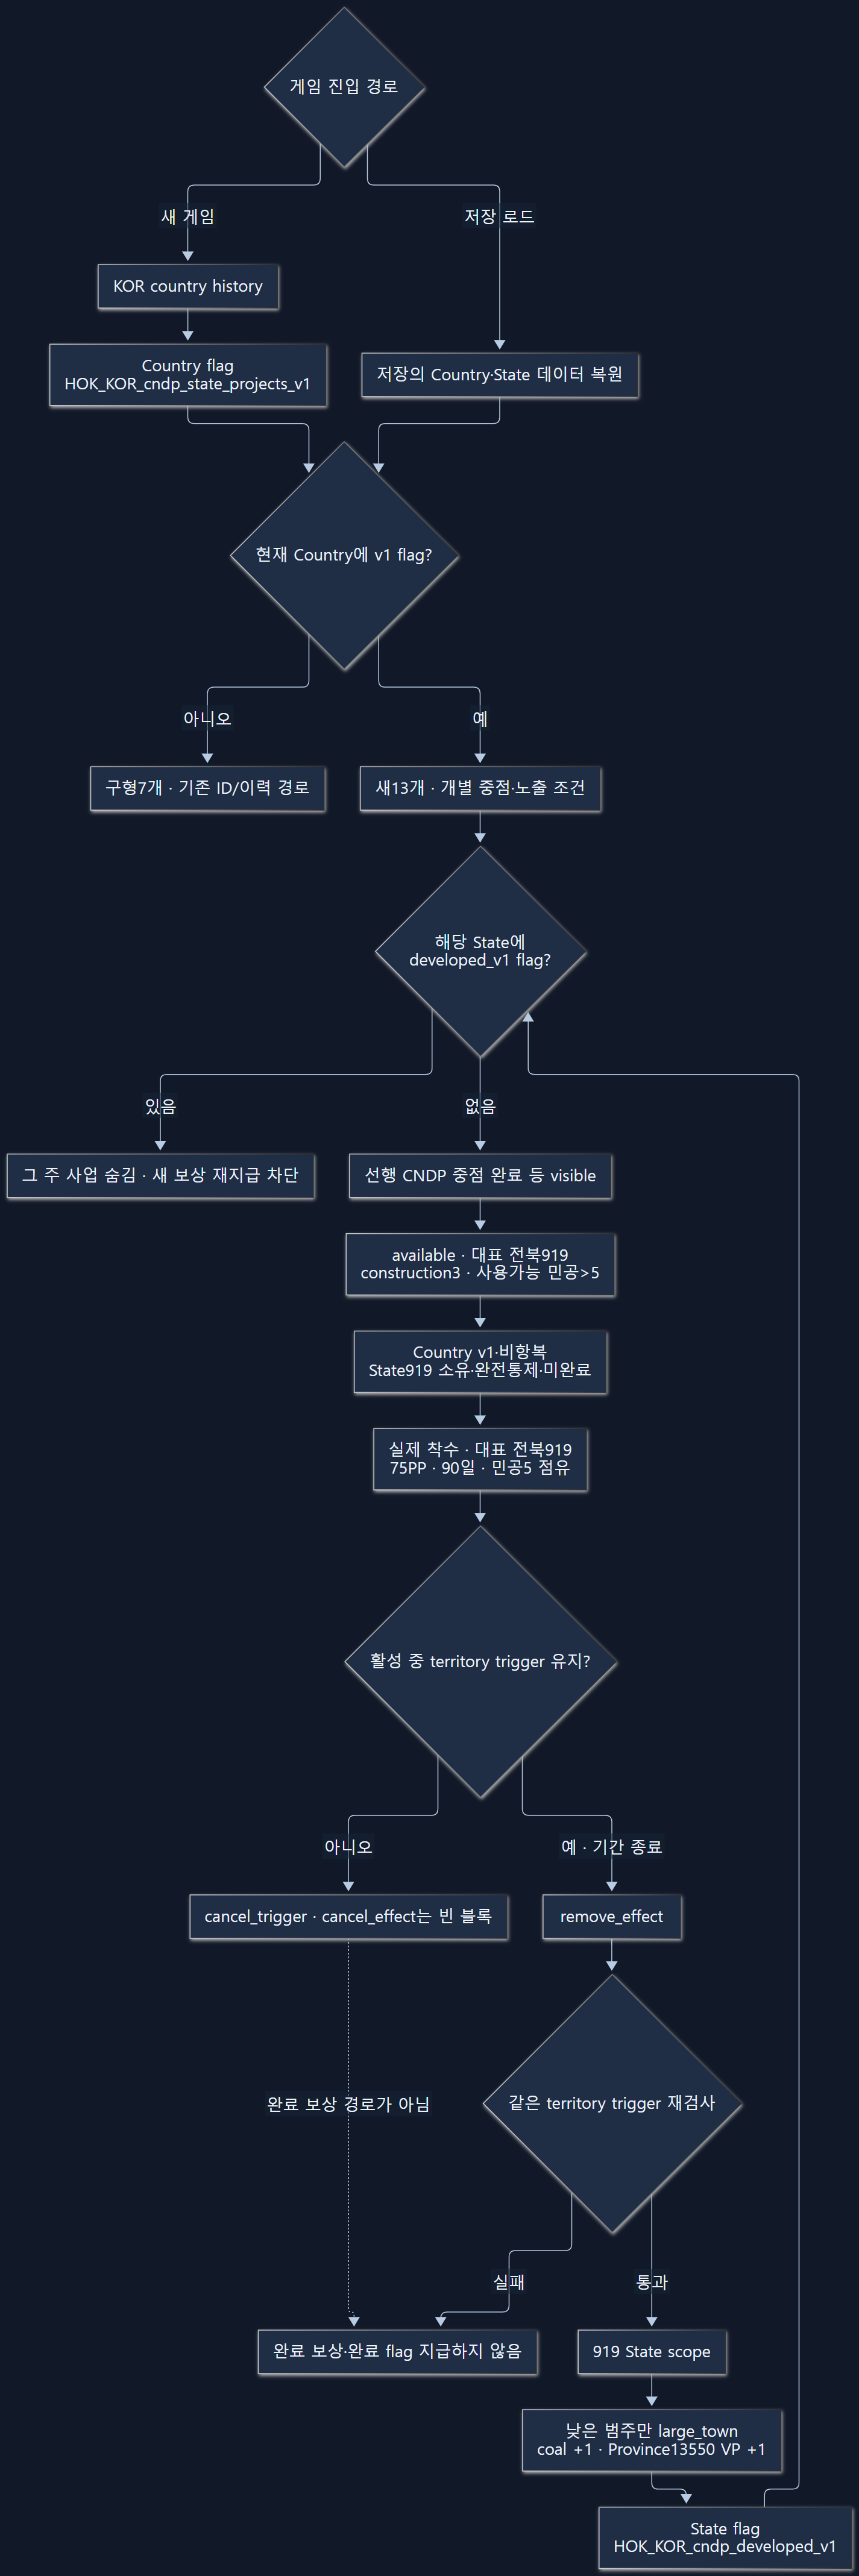 게임 진입 경로
새 게임
저장 로드
KOR country history
Country flag
HOK_KOR_cndp_state_projects_v1
저장의 Country·State 데이터 복원
현재 Country에 v1 flag?
아니오
예
구형7개 · 기존 ID/이력 경로
새13개 · 개별 중점·노출 조건
해당 State에
developed_v1 flag?
있음
없음
그 주 사업 숨김 · 새 보상 재지급 차단
선행 CNDP 중점 완료 등 visible
available · 대표 전북919
construction3 · 사용가능 민공>5
Country v1·비항복
State919 소유·완전통제·미완료
실제 착수 · 대표 전북919
75PP · 90일 · 민공5 점유
활성 중 territory trigger 유지?
아니오
예 · 기간 종료
cancel_trigger · cancel_effect는 빈 블록
remove_effect
완료 보상 경로가 아님
같은 territory trigger 재검사
실패
통과
완료 보상·완료 flag 지급하지 않음
919 State scope
낮은 범주만 large_town
coal +1 · Province13550 VP +1
State flag
HOK_KOR_cndp_developed_v1